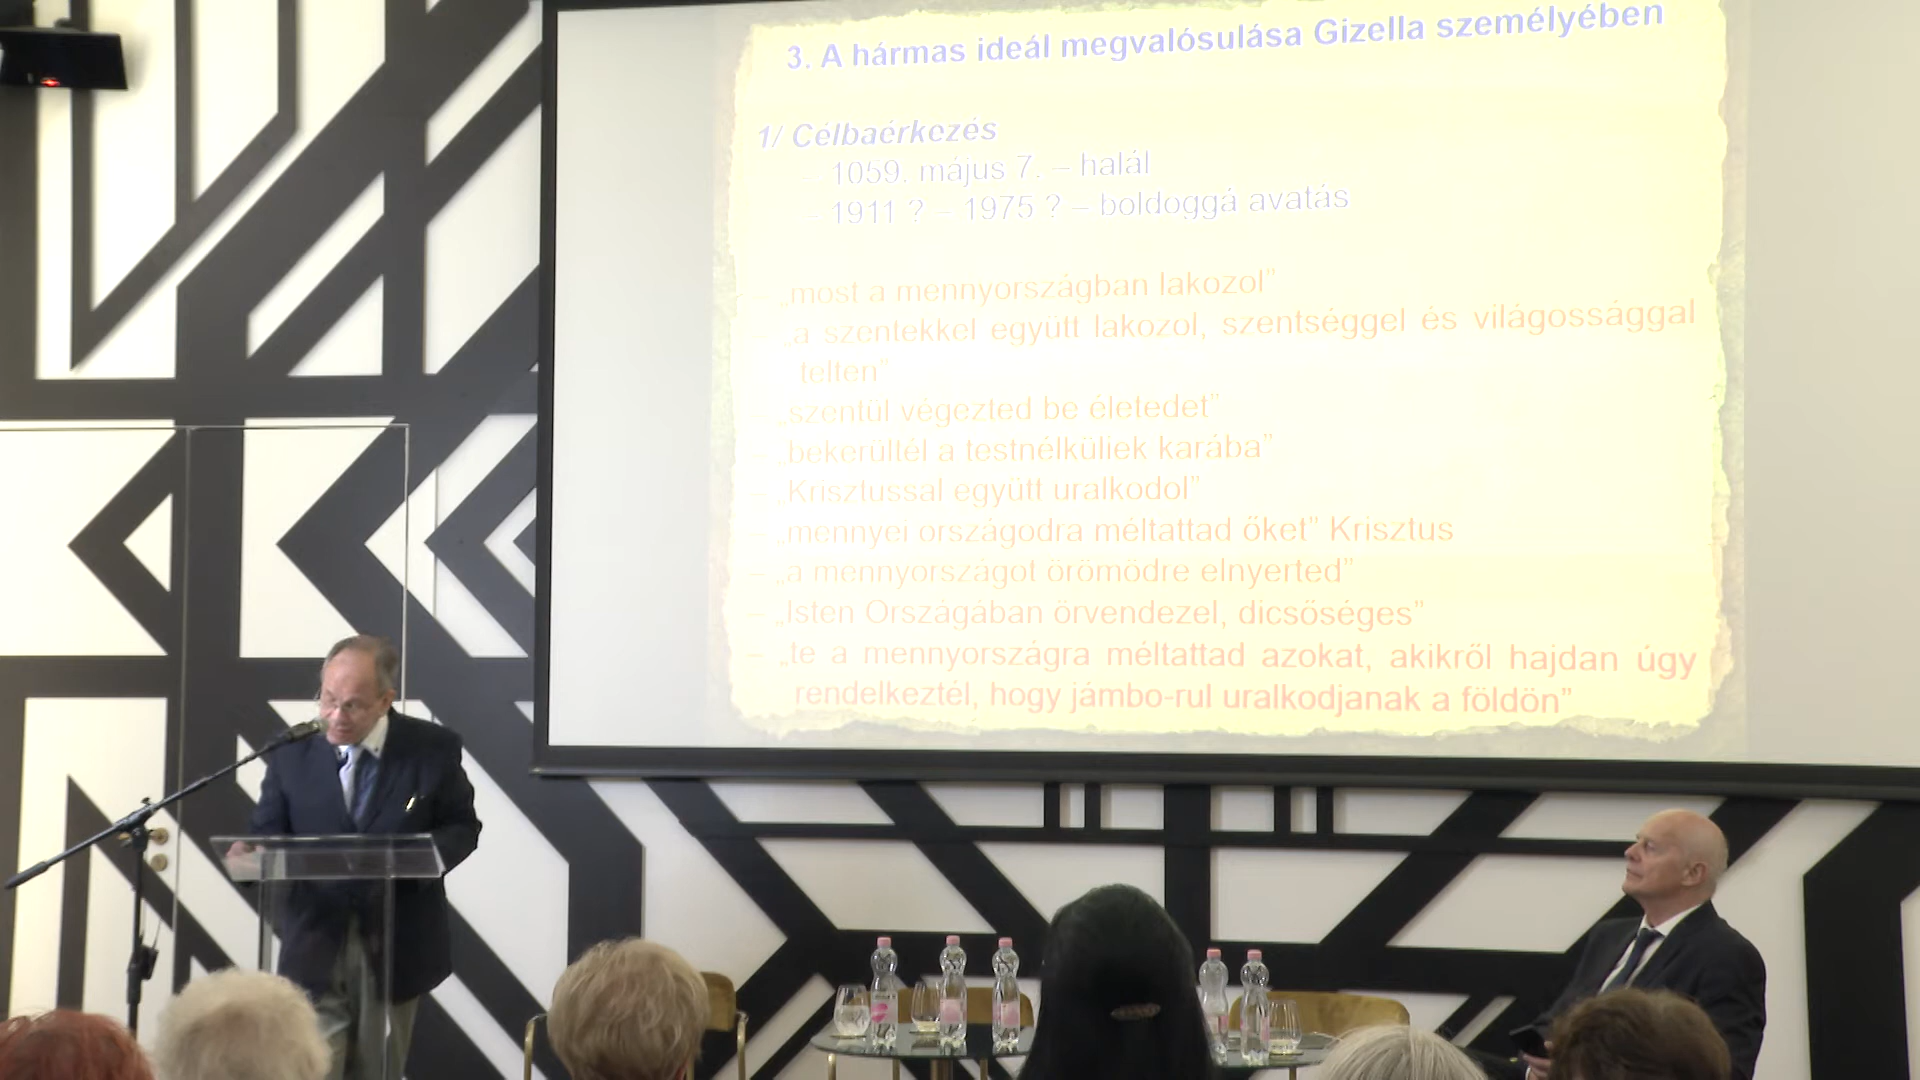 3. A hármas ideál megvalósulása Gizella személyében
1/ Célbaérkezés
– 1059. május 7. – halál
– 1911 ? – 1975 ? – boldoggá avatás
– „most a mennyországban lakozol”
– „a szentekkel együtt lakozol, szentséggel és világossággal
telten”
– „szentül végezted be életedet”
– „bekerültél a testnélküliek karába”
– „Krisztussal együtt uralkodol”
– „mennyei országodra méltattad őket” Krisztus
– „a mennyországot örömödre elnyerted”
– „Isten Országában örvendezel, dicsőséges”
– „te a mennyországra méltattad azokat, akikről hajdan úgy
rendelkeztél, hogy jámbo-rul uralkodjanak a földön”